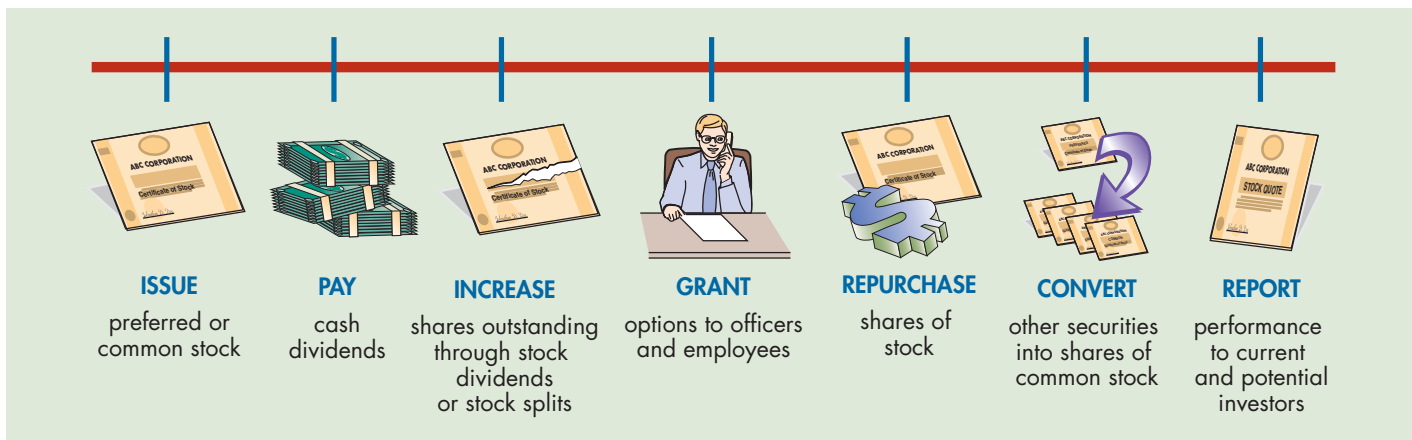 ABC CORPORATION
Certificate of Stock
ABC CORPORATION
Certificate of Stock
ABC CORPORATION
Certificate of Stock
ABC CORPORATION
STOCK QUOTE
ISSUE
preferred or
common stock
PAY
cash
dividends
INCREASE
shares outstanding
through stock
dividends
or stock splits
GRANT
options to officers
and employees
REPURCHASE
shares of
stock
CONVERT
other securities
into shares of
common stock
REPORT
performance
to current
and potential
investors